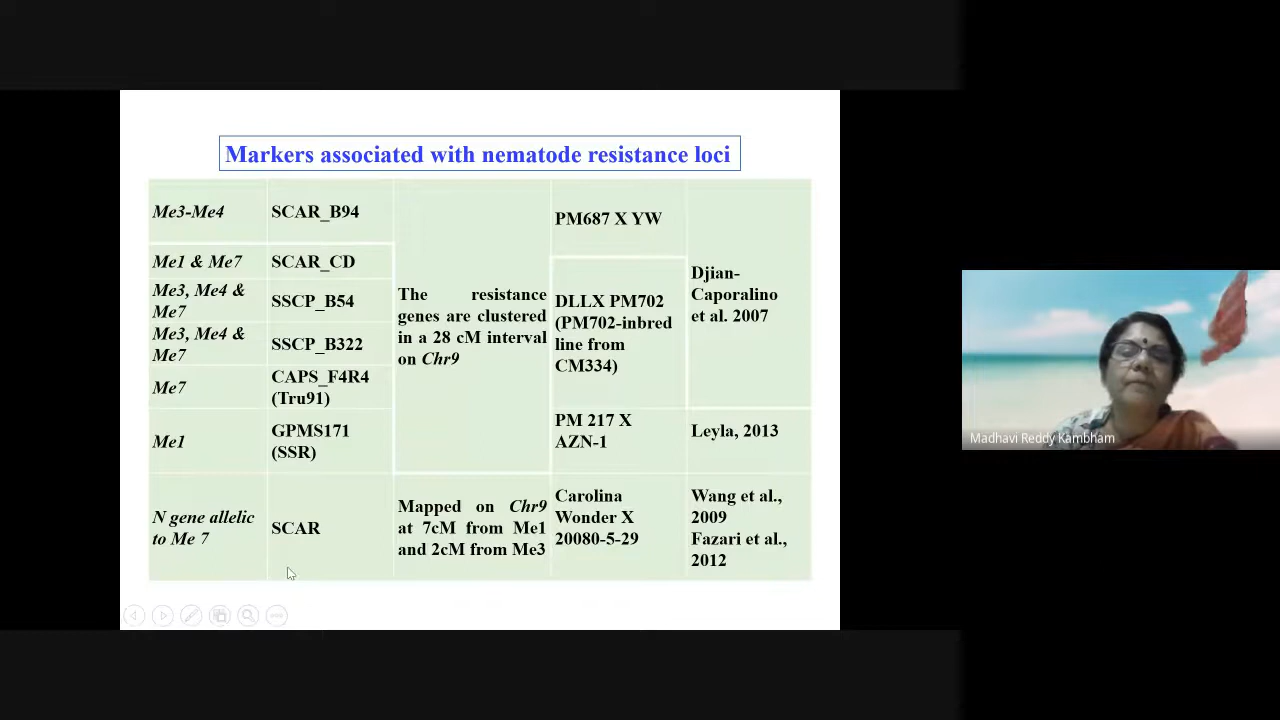 Markers associated with nematode resistance loci
Me3-Me4
SCAR_B94
PM687 X YW
Me1 & Me7
SCAR_CD
Me3, Me4 &
Me7
SSCP_B54
Me3, Me4 &
Me7
SSCP_B322
Me7
CAPS_F4R4
(Tru91)
Me1
GPMS171
(SSR)
The resistance
genes are clustered
in a 28 cM interval
on Chr9
DLLX PM702
(PM702-inbred
line from
CM334)
Djian-
Caporalino
et al. 2007
PM 217 X
AZN-1
Leyla, 2013
N gene allelic
to Me 7
SCAR
Mapped on Chr9
at 7cM from Me1
and 2cM from Me3
Carolina
Wonder X
20080-5-29
Wang et al.,
2009
Fazari et al.,
2012
Madhavi Reddy Kambham